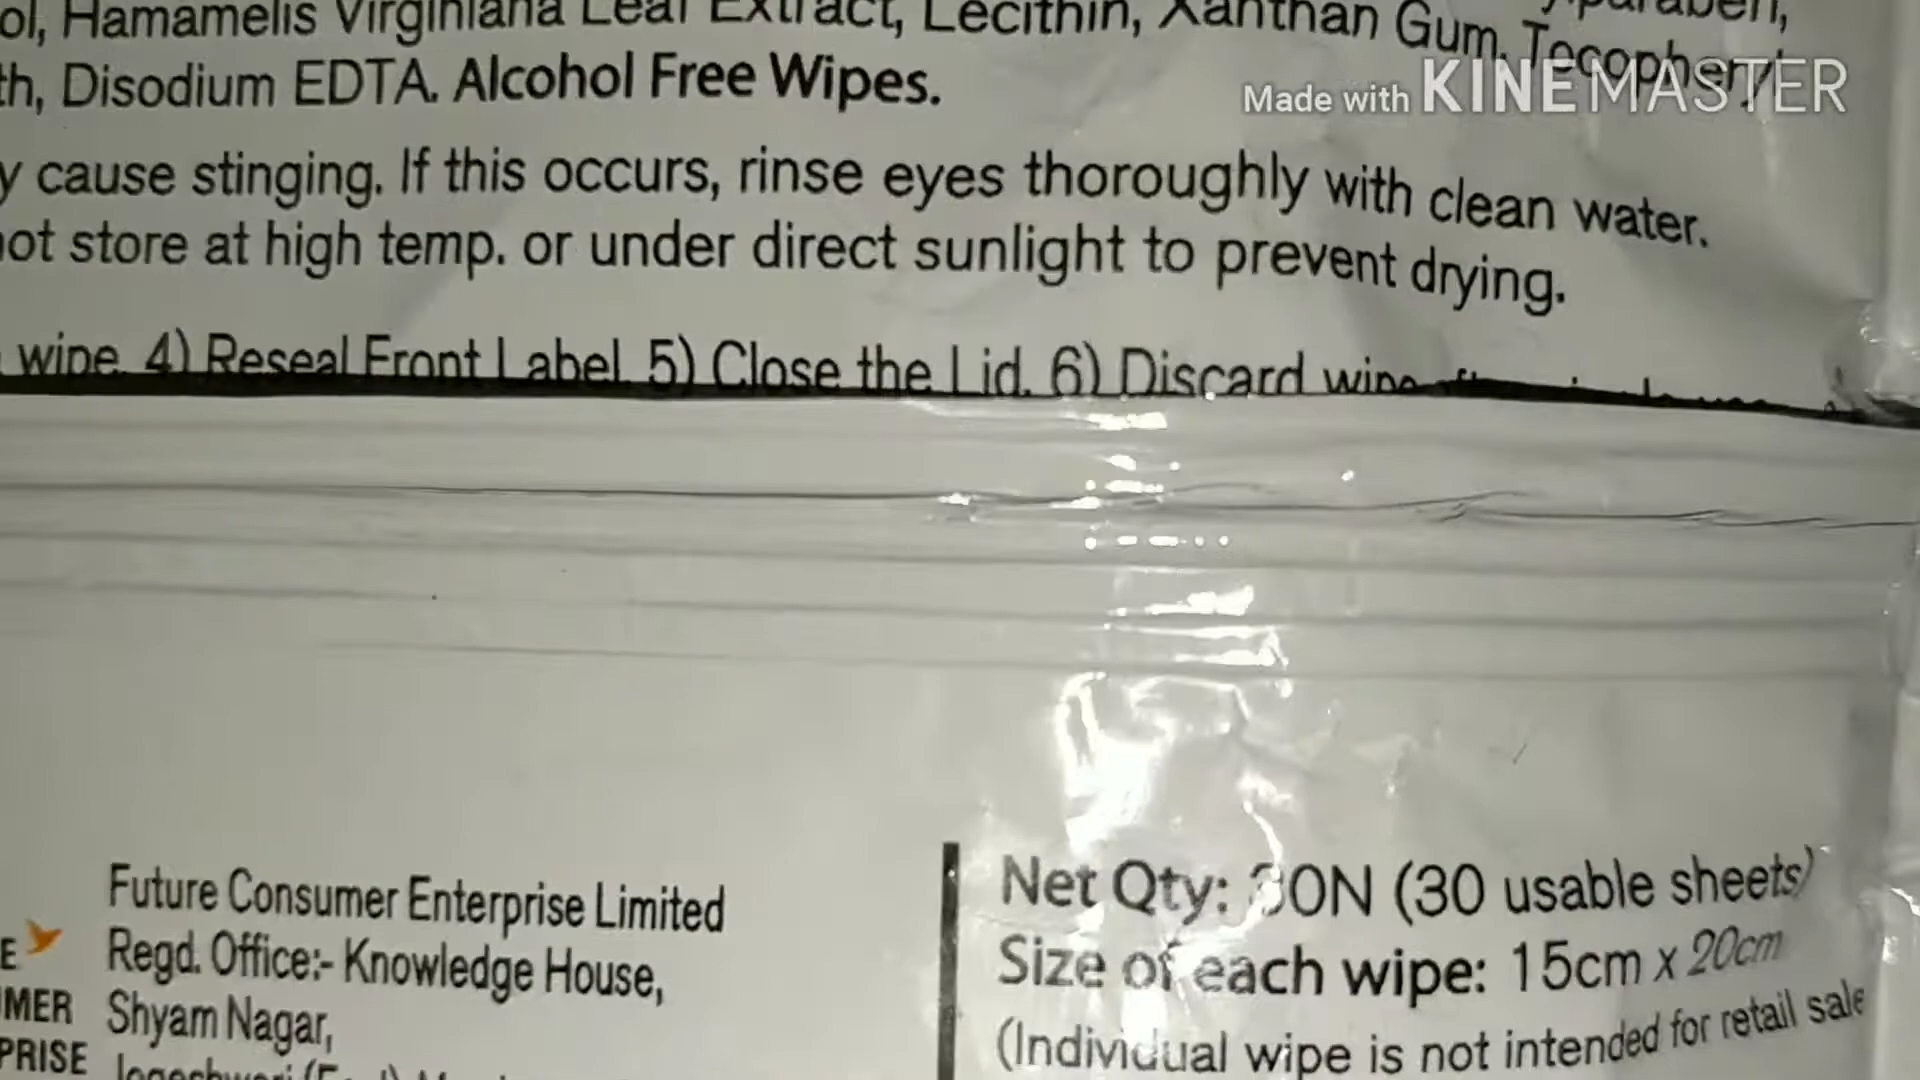 ol, Hamamelis Virginiana Leaf Extract, Lecithin, Xanthan Gum, Tocopheryl
th, Disodium EDTA. Alcohol Free Wipes.
Made with KINEMASTER
y cause stinging. If this occurs, rinse eyes thoroughly with clean water.
not store at high temp. or under direct sunlight to prevent drying.
wipe. 4) Reseal Front Label. 5) Close the Lid. 6) Discard wipe
Future Consumer Enterprise Limited
Regd. Office:- Knowledge House,
Shyam Nagar,
E
MER
PRISE
Net Qty: 30N (30 usable sheets)
Size of each wipe: 15cm x 20cm
(Individual wipe is not intended for retail sale